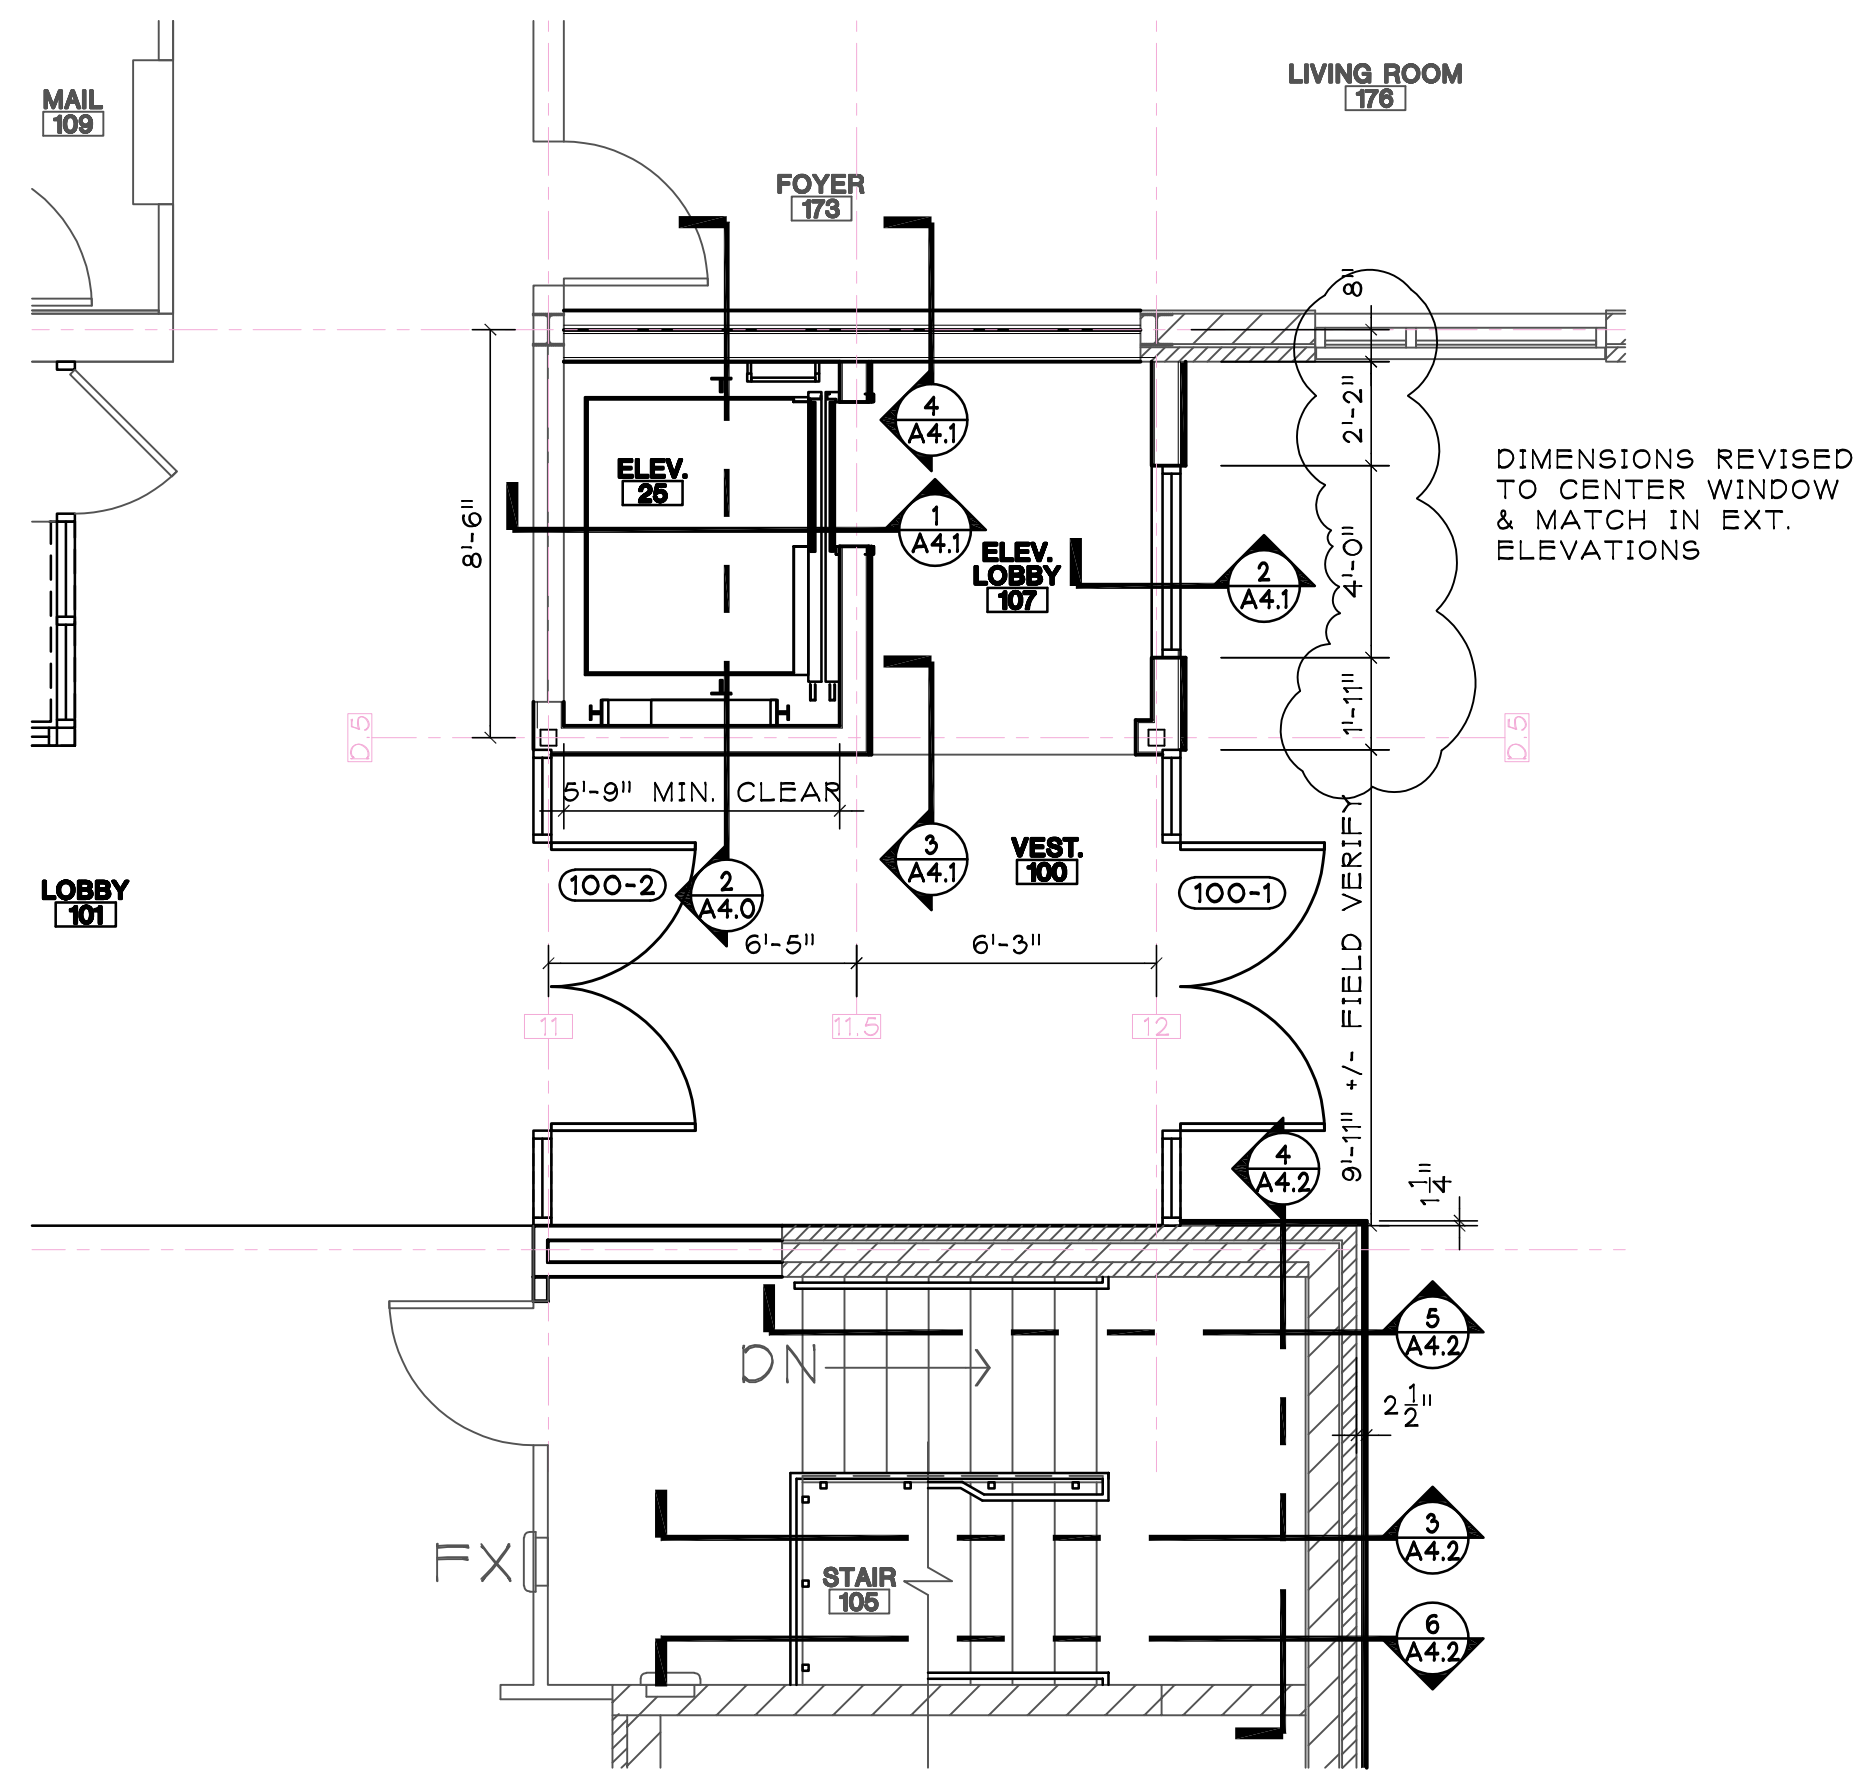 LIVING ROOM
176
MAIL
109
FOYER
173
8"
4
A4.1
2'-2"
DIMENSIONS REVISED
TO CENTER WINDOW
& MATCH IN EXT.
ELEVATIONS
ELEV.
25
8'-6"
1
A4.1
ELEV.
LOBBY
107
2
A4.1
4'-0"
1'-11"
D.5
D.5
5'-9" MIN. CLEAR
3
A4.1
VEST.
100
LOBBY
101
100-2
2
A4.0
100-1
9'-11" +/- FIELD VERIFY
6'-5"
6'-3"
11
11.5
12
4
A4.2
1 1/4"
5
A4.2
DN
2 1/2"
3
A4.2
FX
STAIR
105
6
A4.2